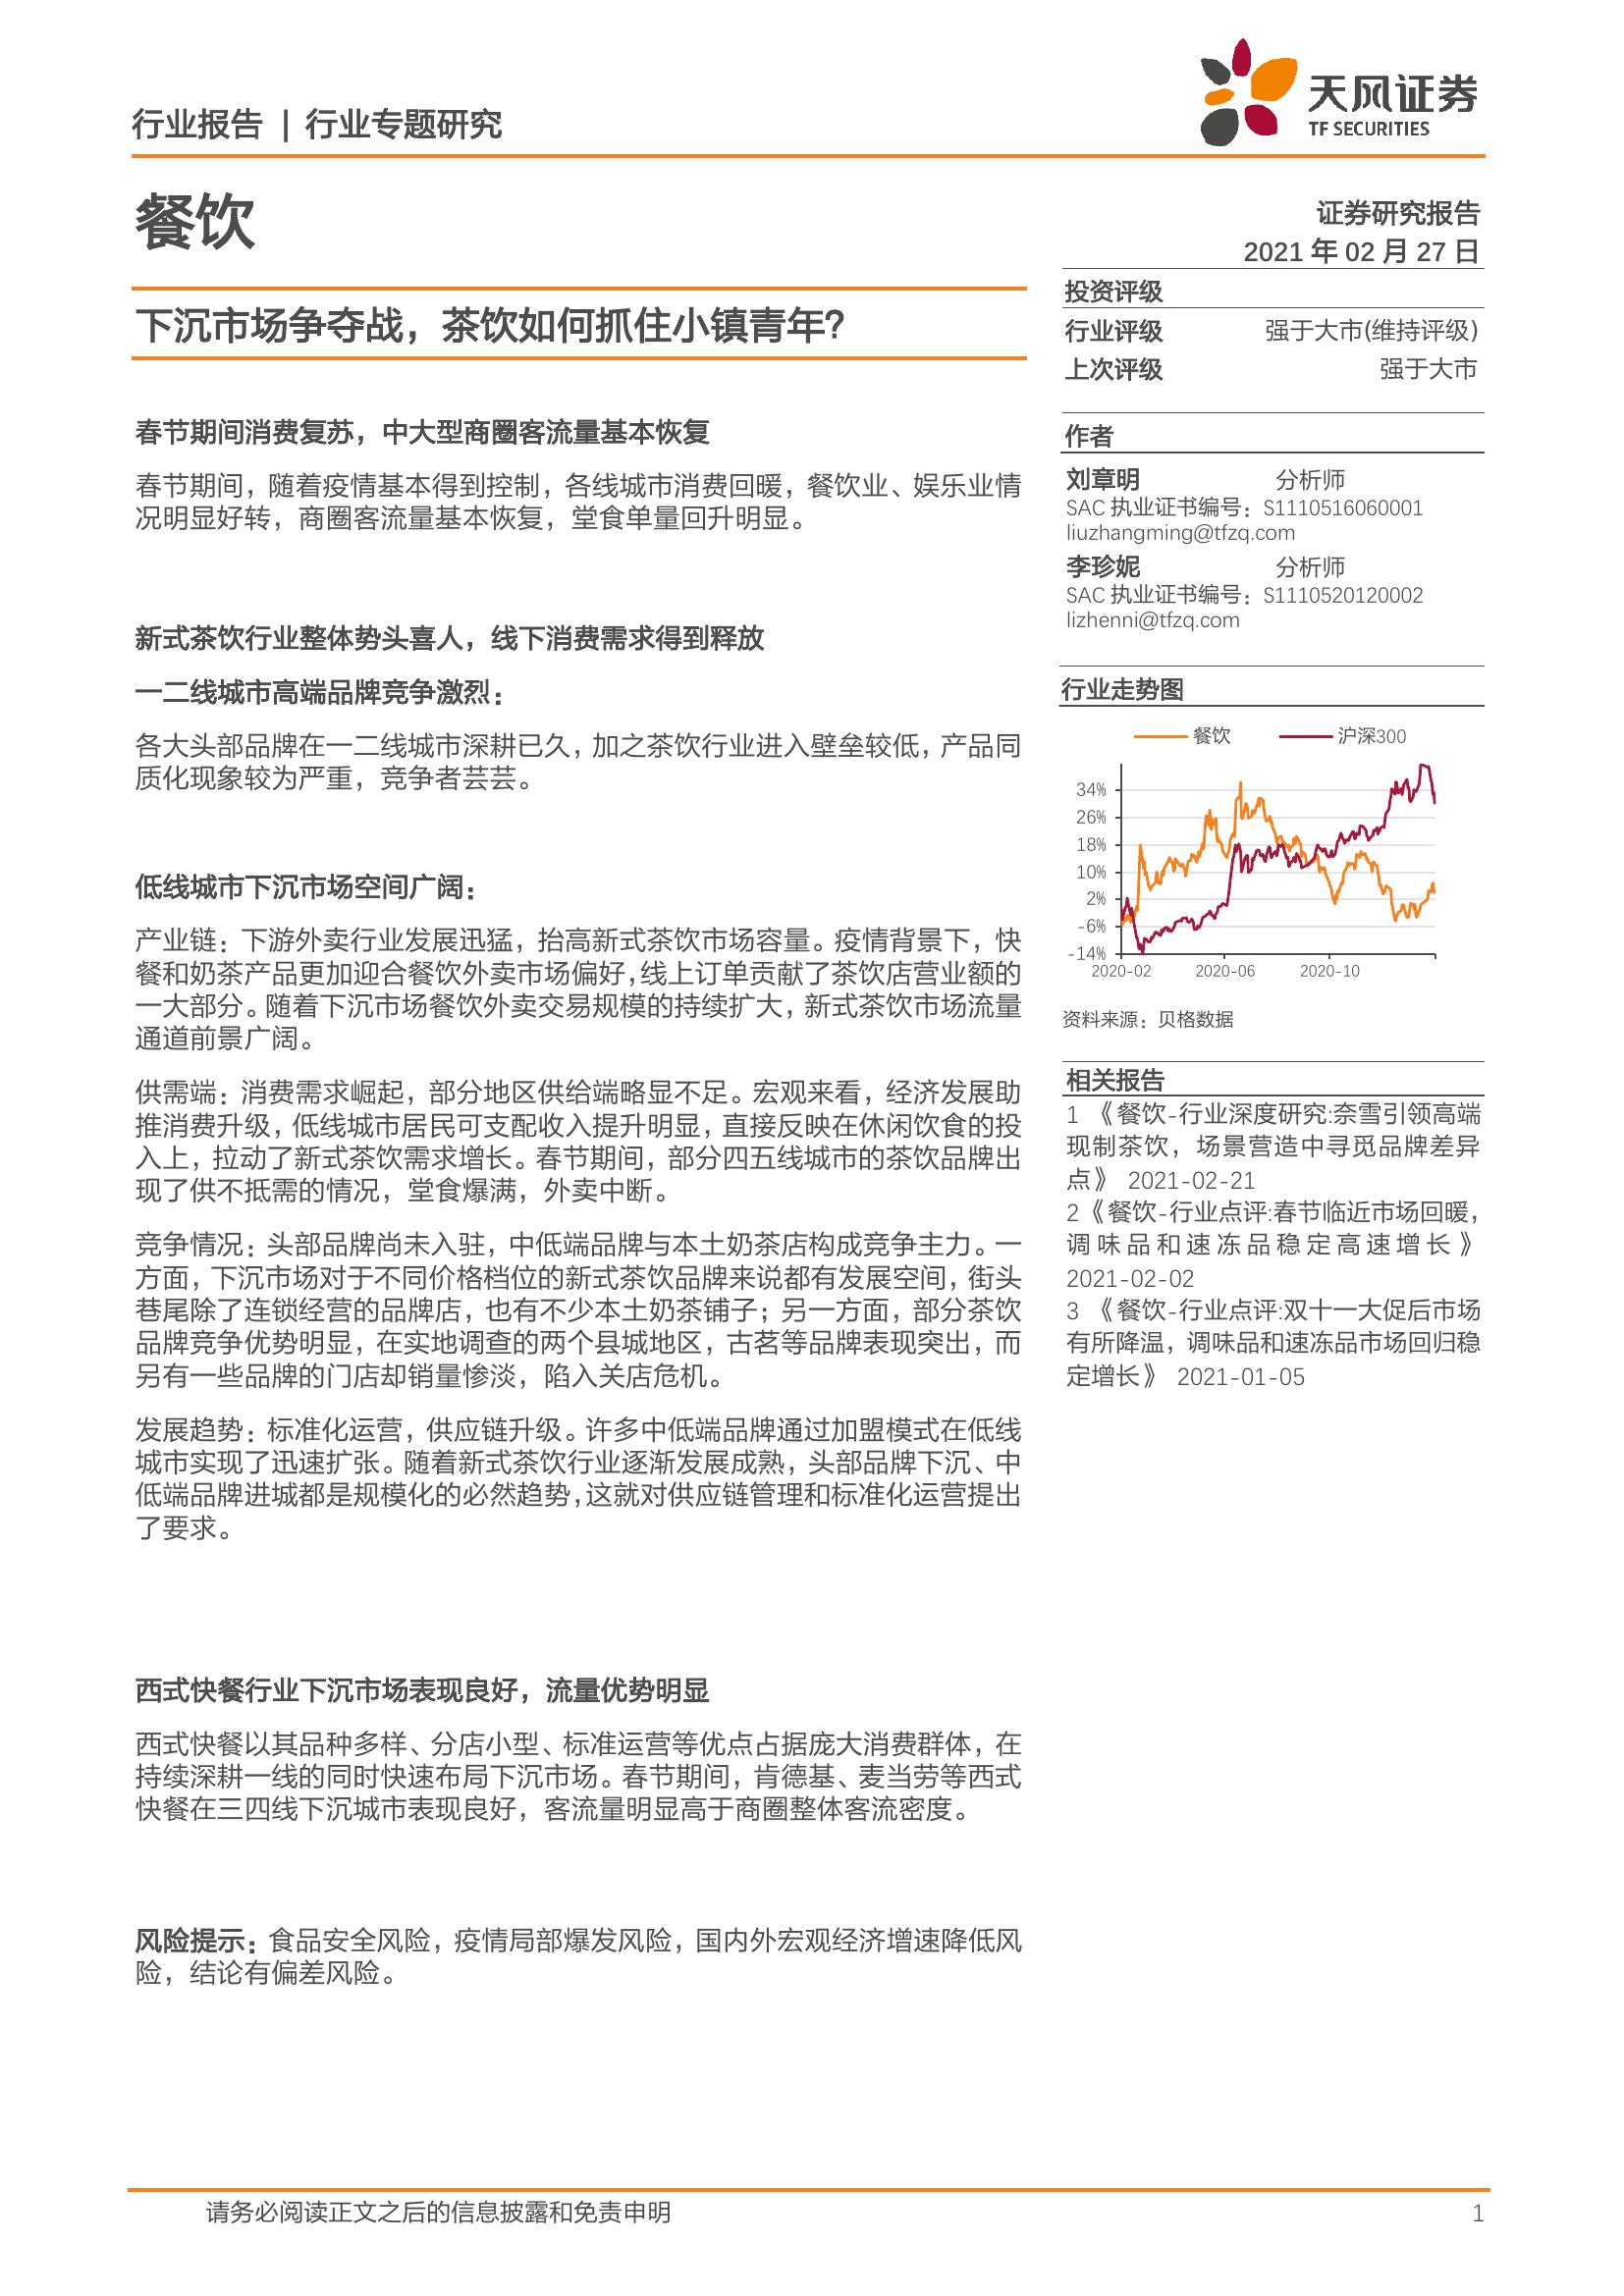 行业报告 | 行业专题研究
天风证券
TF SECURITIES
餐饮
证券研究报告
2021 年 02 月 27 日
下沉市场争夺战，茶饮如何抓住小镇青年？
春节期间消费复苏，中大型商圈客流量基本恢复
春节期间，随着疫情基本得到控制，各线城市消费回暖，餐饮业、娱乐业情
况明显好转，商圈客流量基本恢复，堂食单量回升明显。
新式茶饮行业整体势头喜人，线下消费需求得到释放
一二线城市高端品牌竞争激烈：
各大头部品牌在一二线城市深耕已久，加之茶饮行业进入壁垒较低，产品同
质化现象较为严重，竞争者芸芸。
低线城市下沉市场空间广阔：
产业链：下游外卖行业发展迅猛，抬高新式茶饮市场容量。疫情背景下，快
餐和奶茶产品更加迎合餐饮外卖市场偏好，线上订单贡献了茶饮店营业额的
一大部分。随着下沉市场餐饮外卖交易规模的持续扩大，新式茶饮市场流量
通道前景广阔。
供需端：消费需求崛起，部分地区供给端略显不足。宏观来看，经济发展助
推消费升级，低线城市居民可支配收入提升明显，直接反映在休闲饮食的投
入上，拉动了新式茶饮需求增长。春节期间，部分四五线城市的茶饮品牌出
现了供不抵需的情况，堂食爆满，外卖中断。
竞争情况：头部品牌尚未入驻，中低端品牌与本土奶茶店构成竞争主力。一
方面，下沉市场对于不同价格档位的新式茶饮品牌来说都有发展空间，街头
巷尾除了连锁经营的品牌店，也有不少本土奶茶铺子；另一方面，部分茶饮
品牌竞争优势明显，在实地调查的两个县城地区，古茗等品牌表现突出，而
另有一些品牌的门店却销量惨淡，陷入关店危机。
发展趋势：标准化运营，供应链升级。许多中低端品牌通过加盟模式在低线
城市实现了迅速扩张。随着新式茶饮行业逐渐发展成熟，头部品牌下沉、中
低端品牌进城都是规模化的必然趋势，这就对供应链管理和标准化运营提出
了要求。
西式快餐行业下沉市场表现良好，流量优势明显
西式快餐以其品种多样、分店小型、标准运营等优点占据庞大消费群体，在
持续深耕一线的同时快速布局下沉市场。春节期间，肯德基、麦当劳等西式
快餐在三四线下沉城市表现良好，客流量明显高于商圈整体客流密度。
风险提示：食品安全风险，疫情局部爆发风险，国内外宏观经济增速降低风
险，结论有偏差风险。
投资评级
行业评级 强于大市(维持评级)
上次评级 强于大市
作者
刘章明 分析师
SAC 执业证书编号：S1110516060001
liuzhangming@tfzq.com
李珍妮 分析师
SAC 执业证书编号：S1110520120002
lizhenni@tfzq.com
行业走势图
餐饮 沪深300
34%
26%
18%
10%
2%
-6%
-14%
2020-02 2020-06 2020-10
资料来源：贝格数据
相关报告
1 《餐饮-行业深度研究:奈雪引领高端
现制茶饮，场景营造中寻觅品牌差异
点》 2021-02-21
2《餐饮-行业点评:春节临近市场回暖，
调味品和速冻品稳定高速增长》
2021-02-02
3 《餐饮-行业点评:双十一大促后市场
有所降温，调味品和速冻品市场回归稳
定增长》 2021-01-05
请务必阅读正文之后的信息披露和免责申明 1